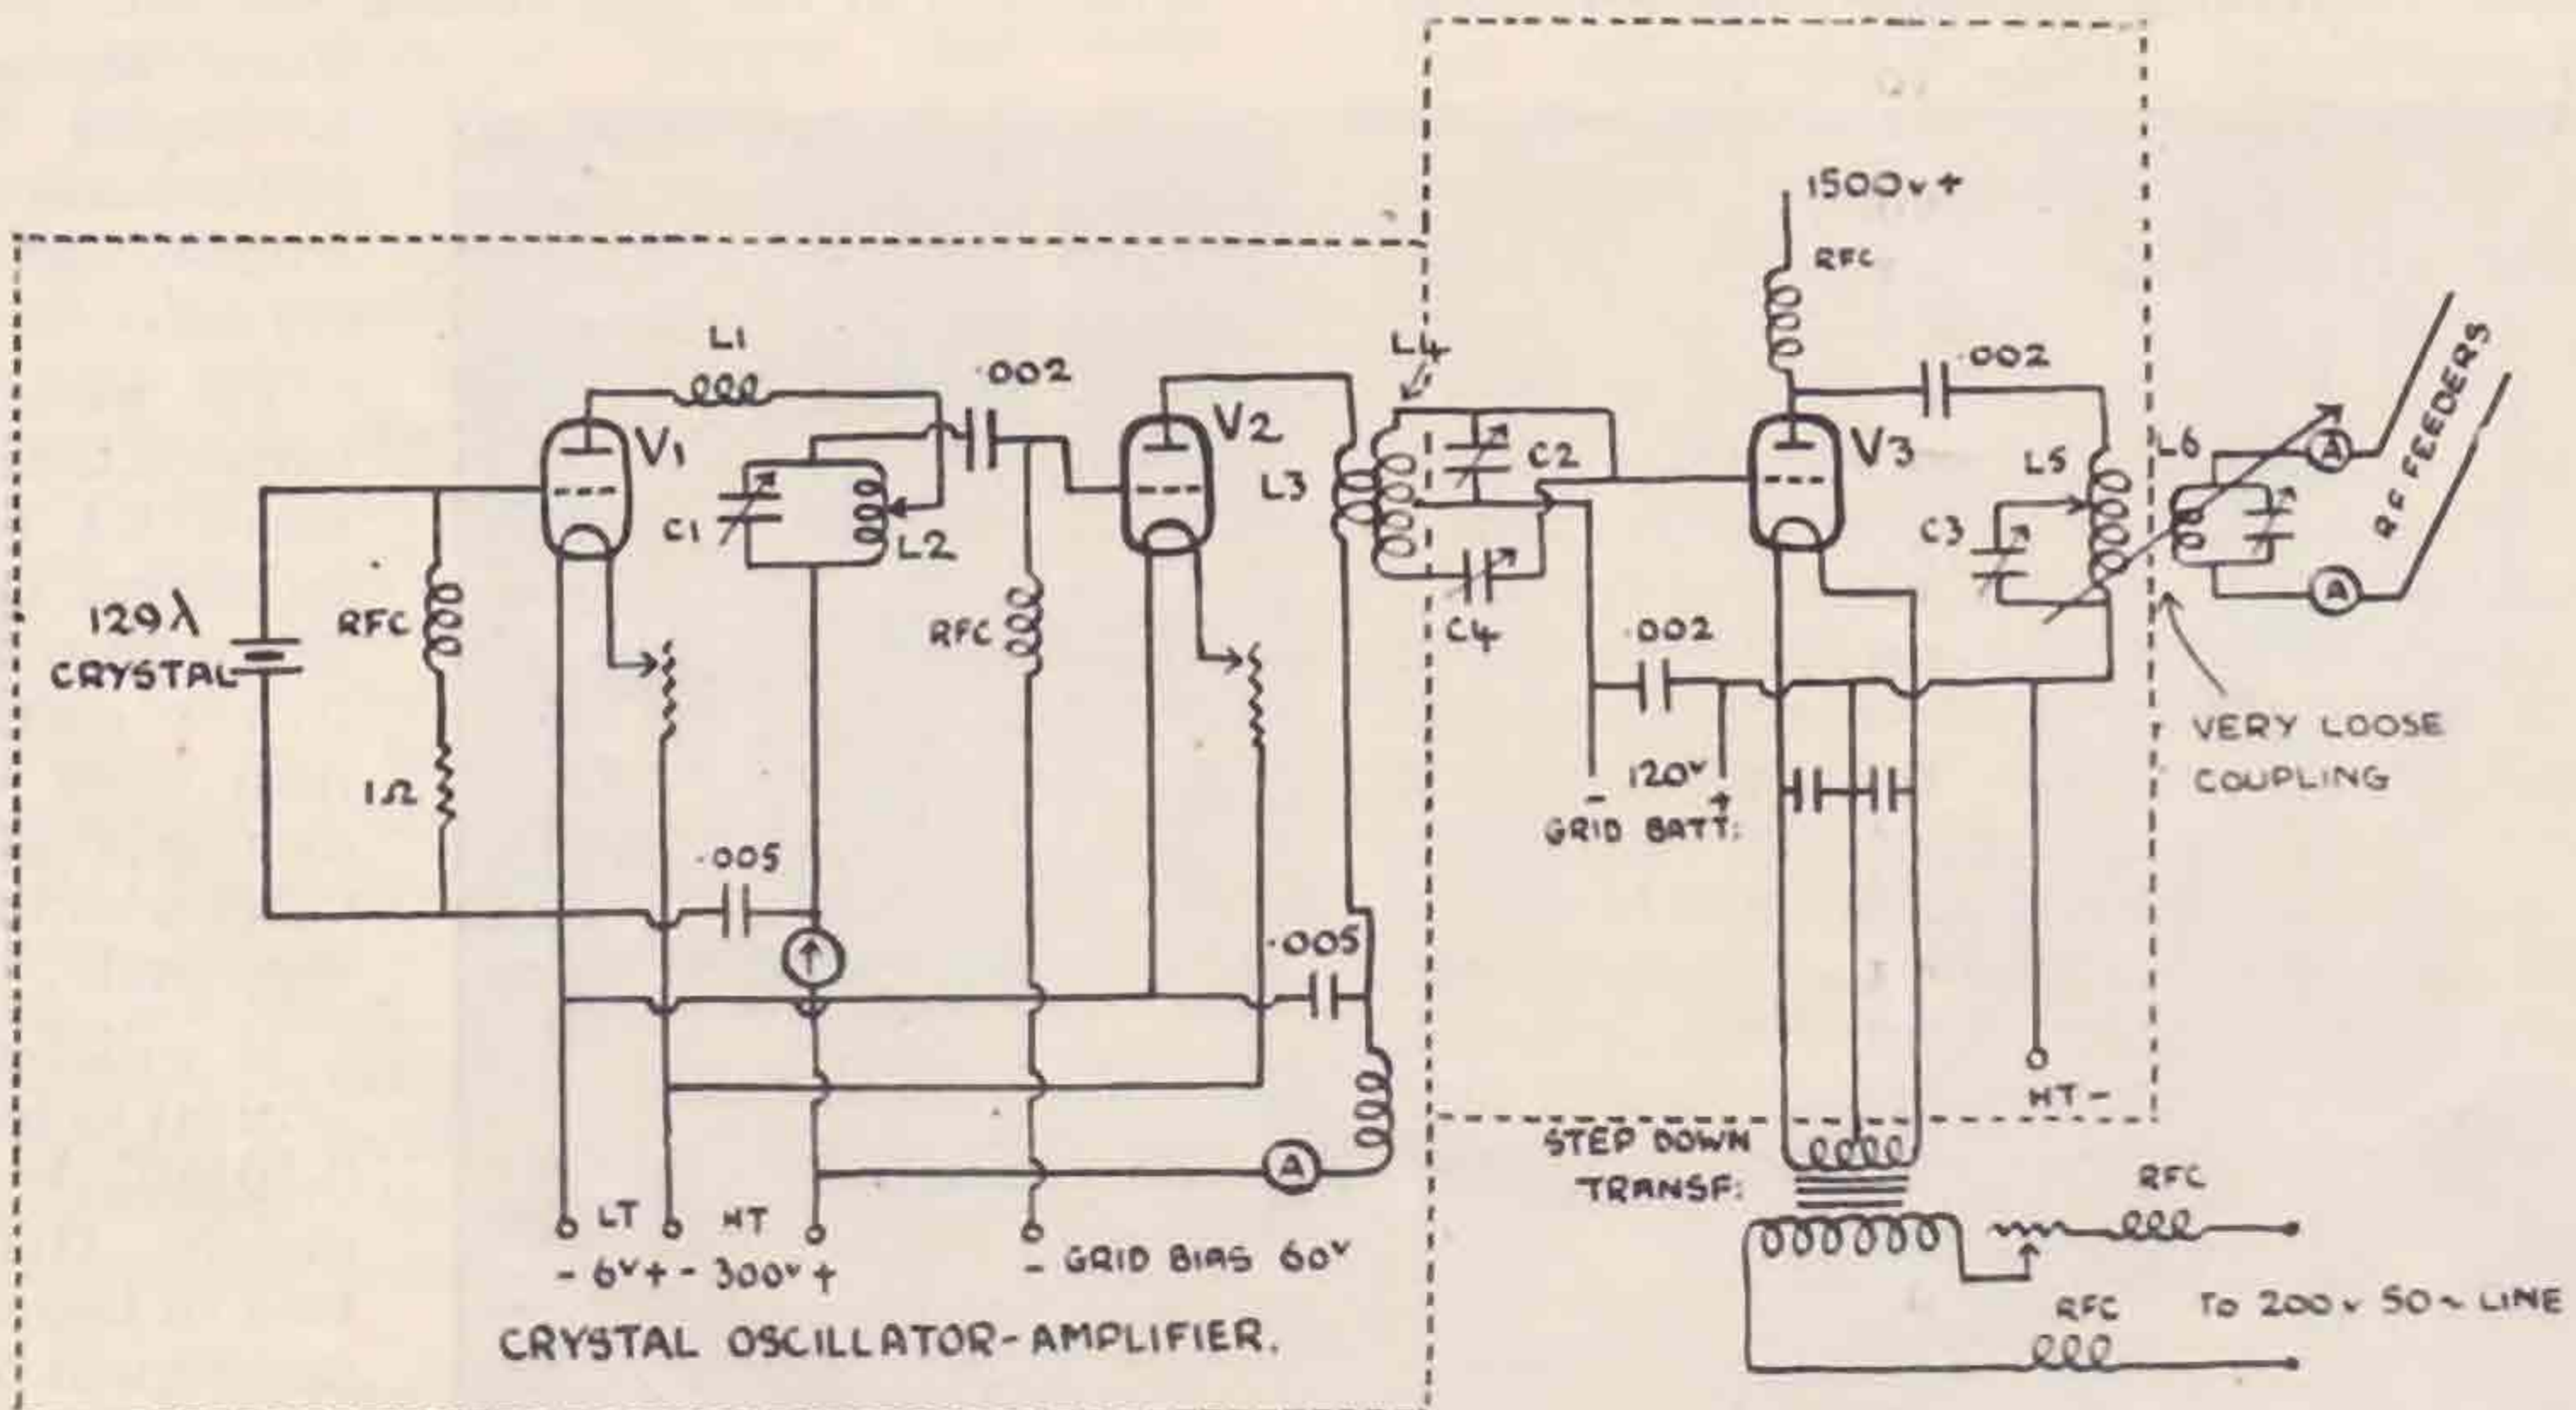 1500v+
RFC
L1
.002
L4
.002
V1
V2
C2
V3
L5
L6
RF FEEDERS
C1
L2
L3
C3
129λ
CRYSTAL
RFC
RFC
C4
.002
1Ω
.005
- 120v +
GRID BATT:
VERY LOOSE
COUPLING
.005
A
A
A
HT -
STEP DOWN
TRANSF:
RFC
LT HT
- 6v + - 300v +
- GRID BIAS 60v
RFC
To 200v 50~ LINE
CRYSTAL OSCILLATOR-AMPLIFIER.